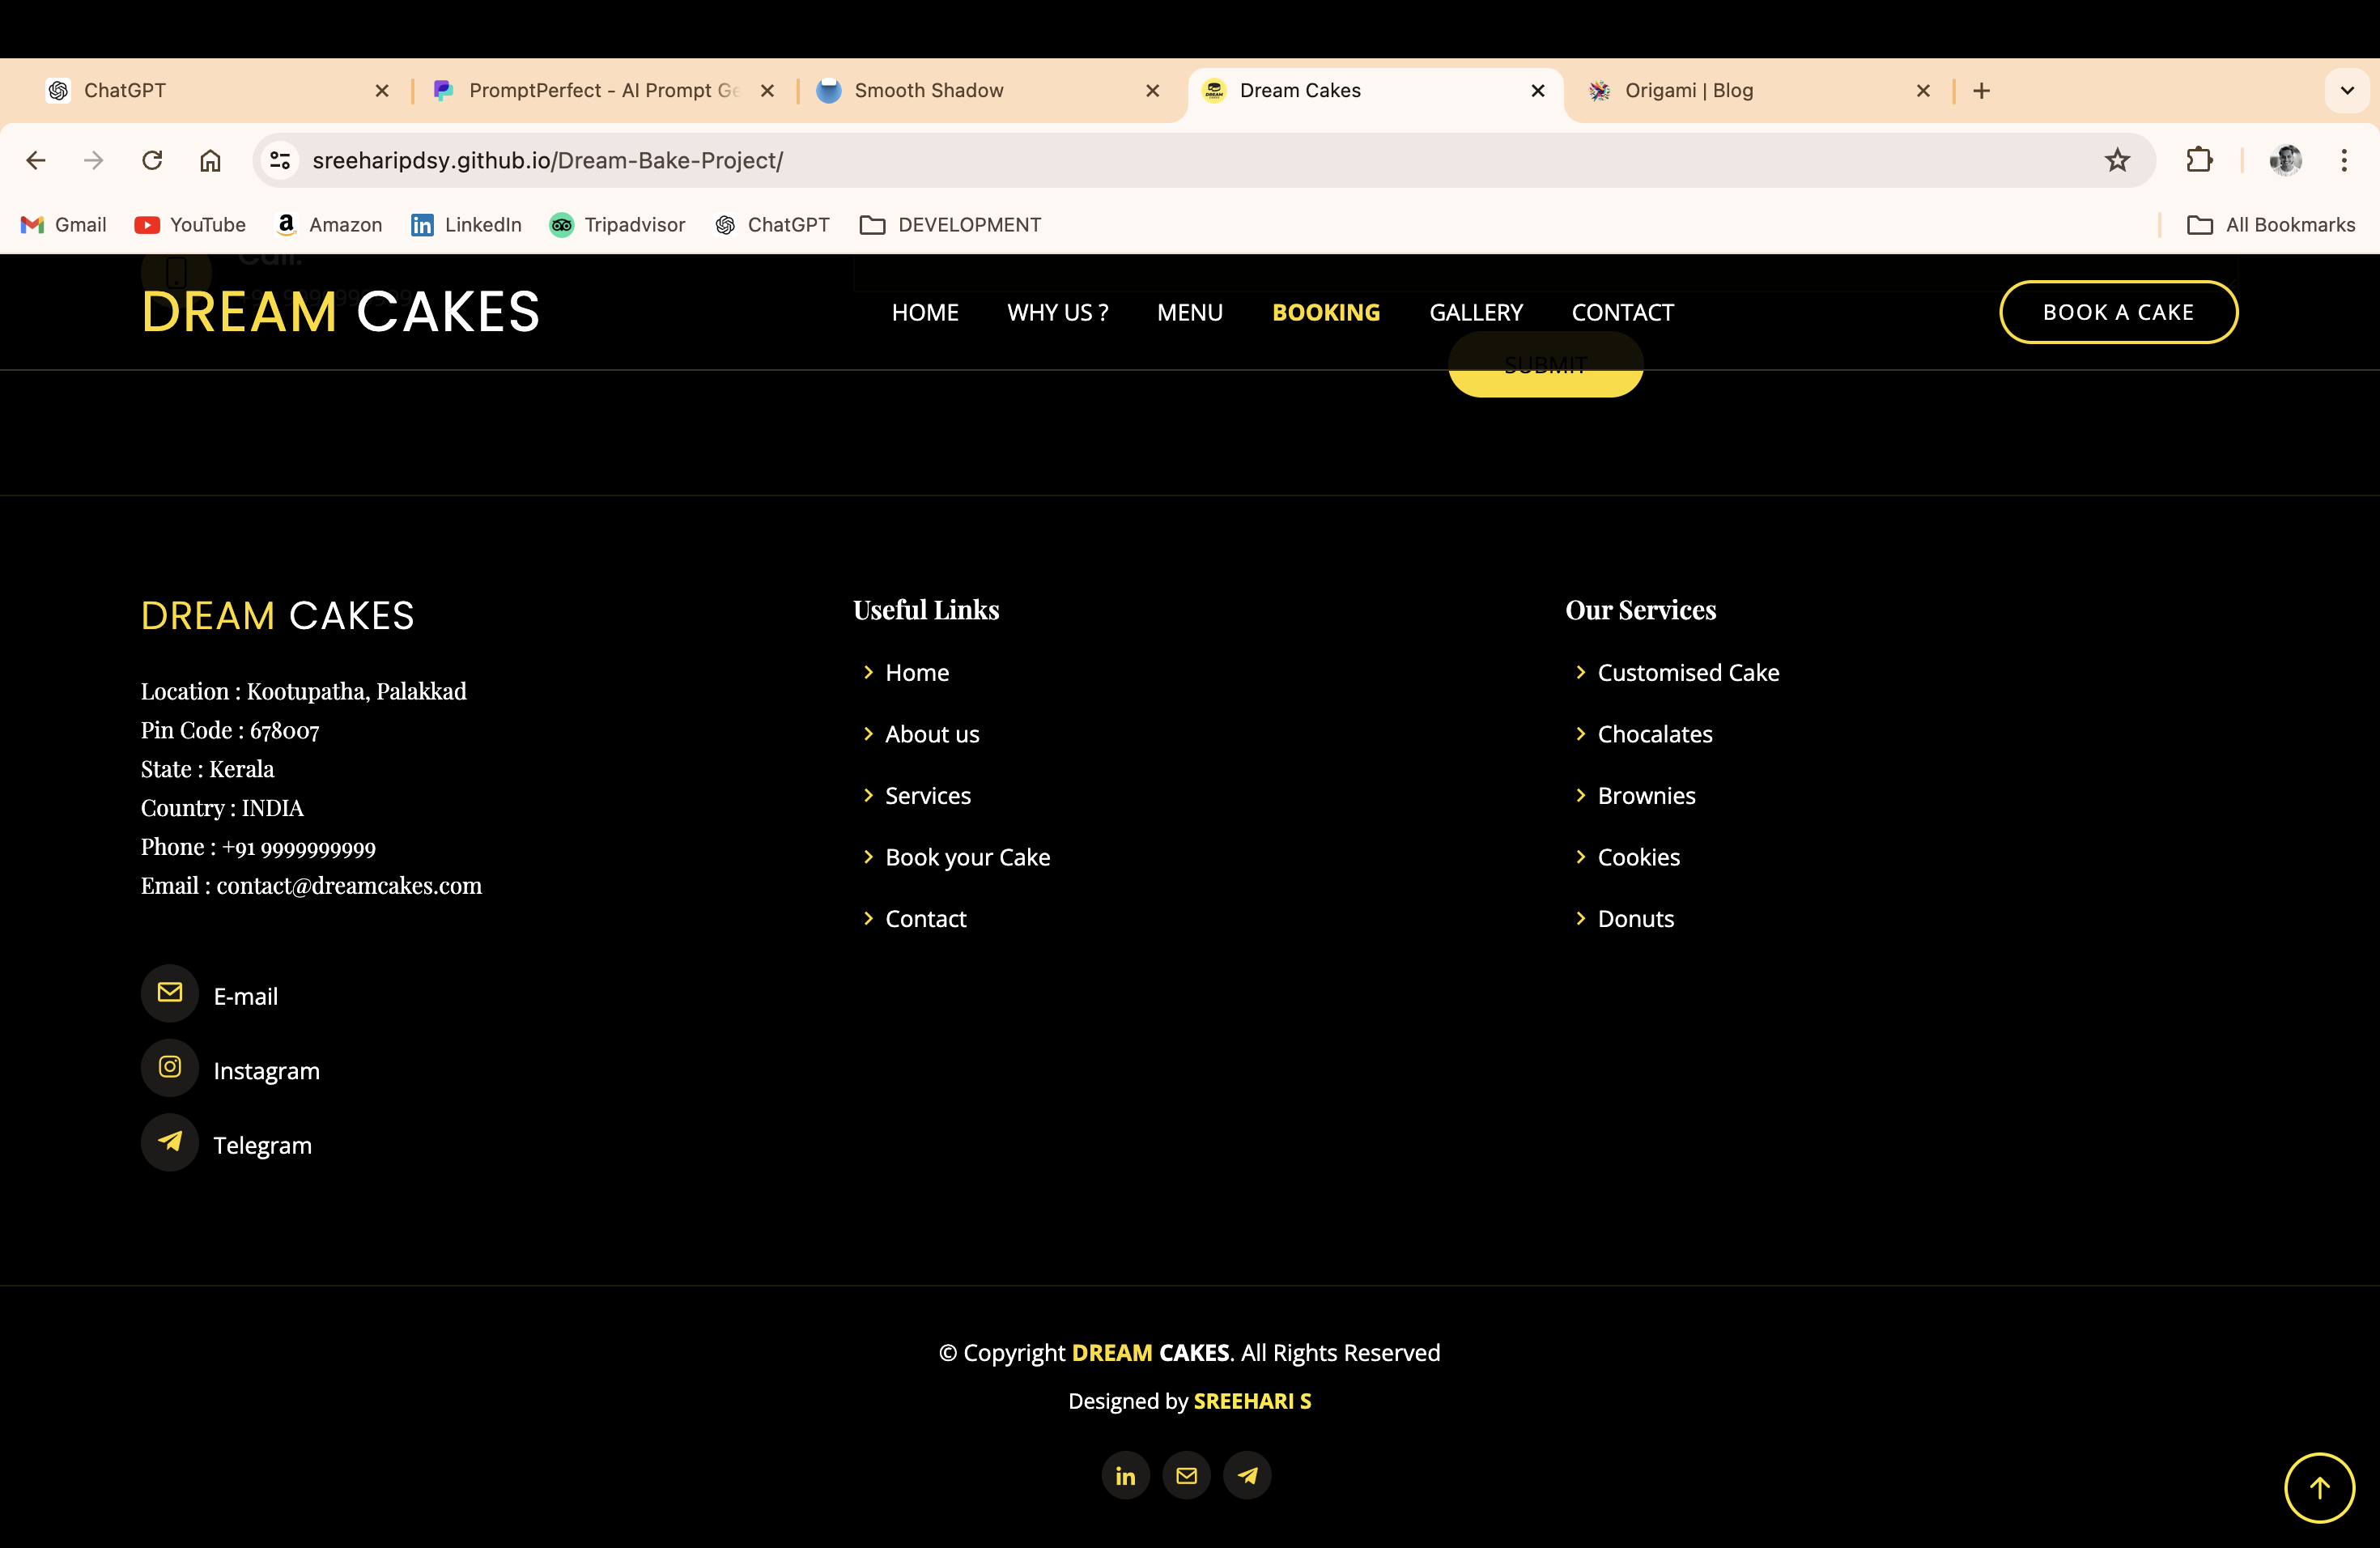 ChatGPT
PromptPerfect - AI Prompt Ge
Smooth Shadow
Dream Cakes
Origami | Blog
sreeharipdsy.github.io/Dream-Bake-Project/
Gmail
YouTube
Amazon
LinkedIn
Tripadvisor
ChatGPT
DEVELOPMENT
All Bookmarks
Call:
DREAM CAKES
HOME
WHY US ?
MENU
BOOKING
GALLERY
CONTACT
BOOK A CAKE
SUBMIT
DREAM CAKES
Location : Kootupatha, Palakkad
Pin Code : 678007
State : Kerala
Country : INDIA
Phone : +91 9999999999
Email : contact@dreamcakes.com
E-mail
Instagram
Telegram
Useful Links
Home
About us
Services
Book your Cake
Contact
Our Services
Customised Cake
Chocalates
Brownies
Cookies
Donuts
© Copyright DREAM CAKES. All Rights Reserved
Designed by SREEHARI S